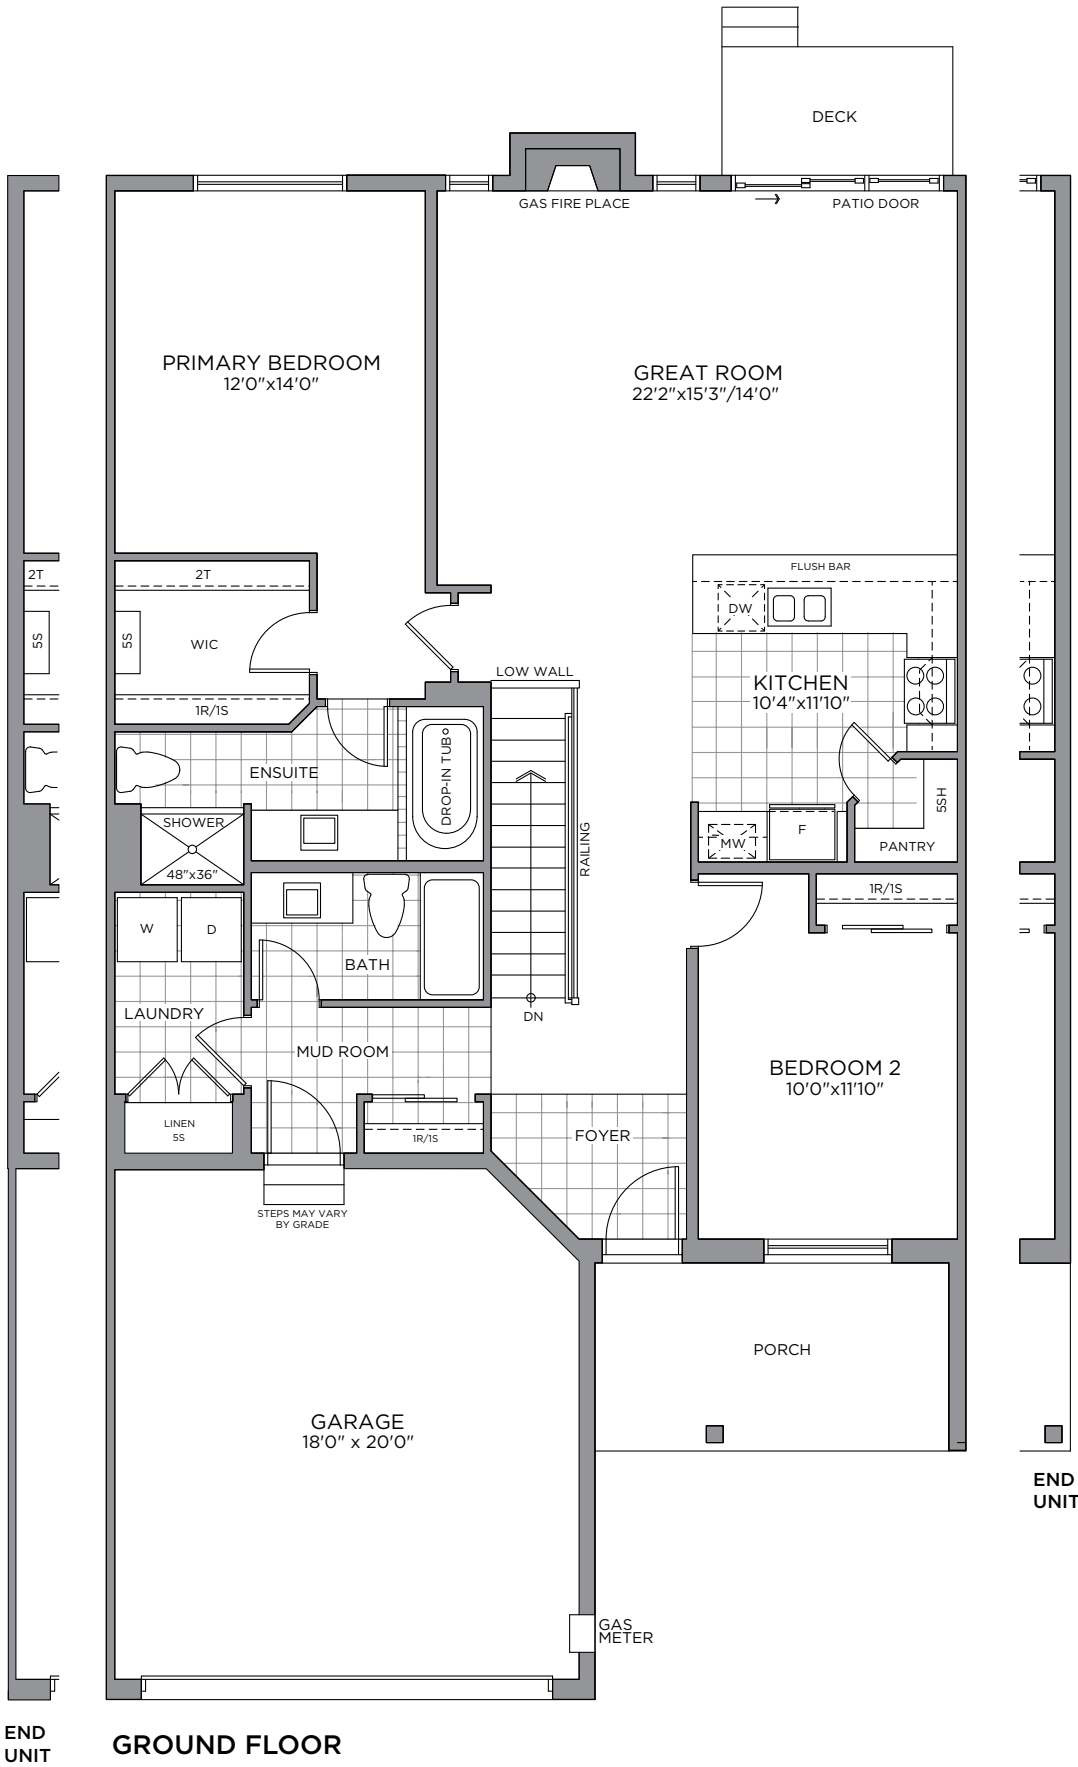 DECK
GAS FIRE PLACE
PATIO DOOR
PRIMARY BEDROOM
12'0"x14'0"
GREAT ROOM
22'2"x15'3"/14'0"
2T
2T
FLUSH BAR
5S
5S
WIC
DW
LOW WALL
KITCHEN
10'4"x11'10"
1R/1S
ENSUITE
DROP-IN TUB
5SH
SHOWER
48"x36"
RAILING
MW
F
PANTRY
1R/1S
W
D
BATH
LAUNDRY
DN
MUD ROOM
BEDROOM 2
10'0"x11'10"
LINEN
5S
1R/1S
FOYER
STEPS MAY VARY
BY GRADE
PORCH
GARAGE
18'0" x 20'0"
END
UNIT
GAS
METER
END
UNIT
GROUND FLOOR